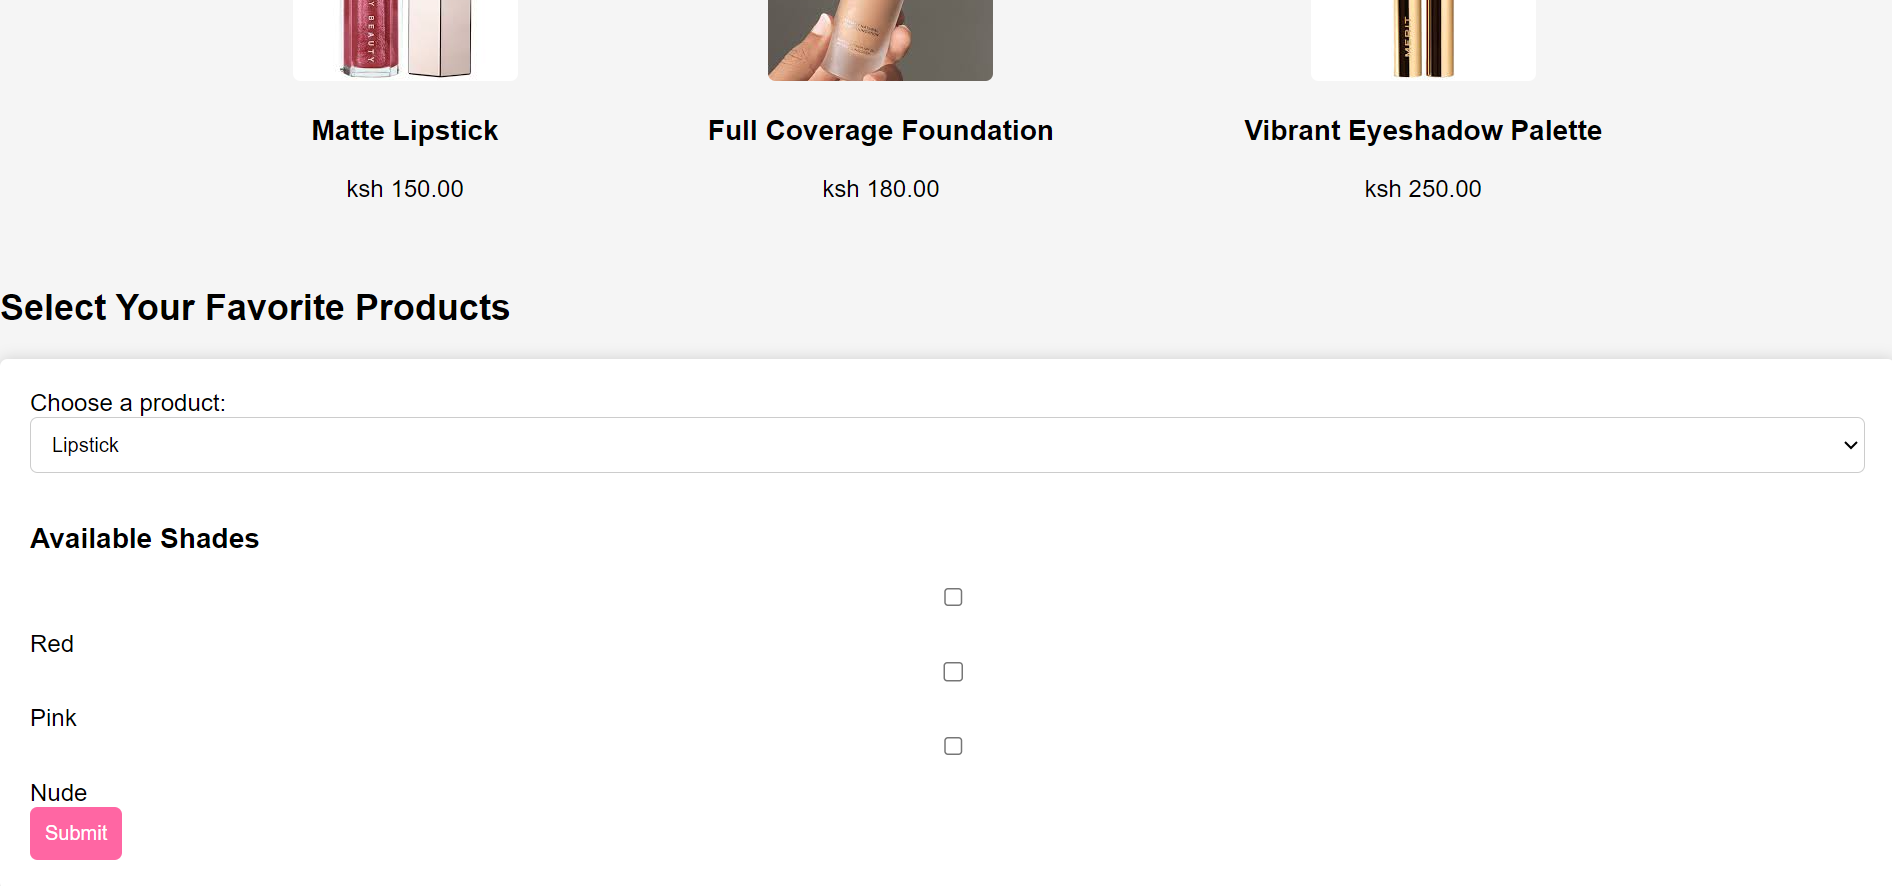 Y BEAUTY
MERIT
Matte Lipstick
Full Coverage Foundation
Vibrant Eyeshadow Palette
ksh 150.00
ksh 180.00
ksh 250.00
Select Your Favorite Products
Choose a product:
Lipstick
Available Shades
Red
Pink
Nude
Submit